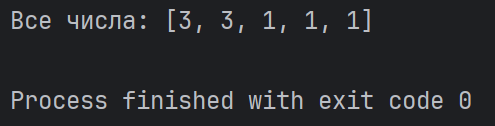 Все числа: [3, 3, 1, 1, 1]
Process finished with exit code 0